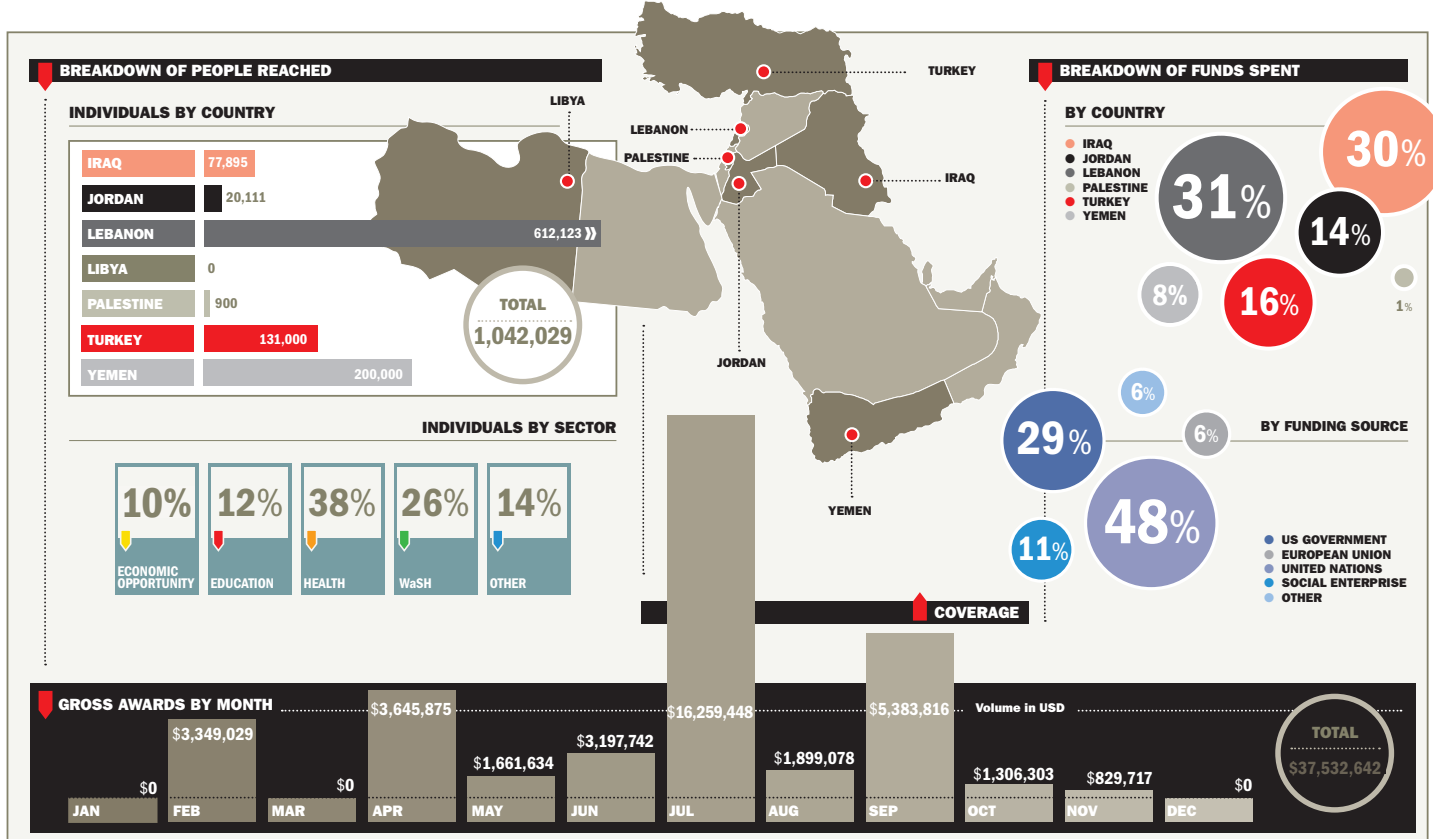 BREAKDOWN OF PEOPLE REACHED
INDIVIDUALS BY COUNTRY
IRAQ 77,895
JORDAN 20,111
LEBANON 612,123
LIBYA 0
PALESTINE 900
TURKEY 131,000
YEMEN 200,000
TOTAL
1,042,029
LIBYA
TURKEY
LEBANON
PALESTINE
IRAQ
JORDAN
YEMEN
INDIVIDUALS BY SECTOR
10%
ECONOMIC
OPPORTUNITY
12%
EDUCATION
38%
HEALTH
26%
WaSH
14%
OTHER
COVERAGE
BREAKDOWN OF FUNDS SPENT
BY COUNTRY
IRAQ
JORDAN
LEBANON
PALESTINE
TURKEY
YEMEN
30%
31%
14%
8%
16%
1%
BY FUNDING SOURCE
6%
29%
6%
48%
11%
US GOVERNMENT
EUROPEAN UNION
UNITED NATIONS
SOCIAL ENTERPRISE
OTHER
GROSS AWARDS BY MONTH
Volume in USD
$0
JAN
$3,349,029
FEB
$0
MAR
$3,645,875
APR
$1,661,634
MAY
$3,197,742
JUN
$16,259,448
JUL
$1,899,078
AUG
$5,383,816
SEP
$1,306,303
OCT
$829,717
NOV
$0
DEC
TOTAL
$37,532,642